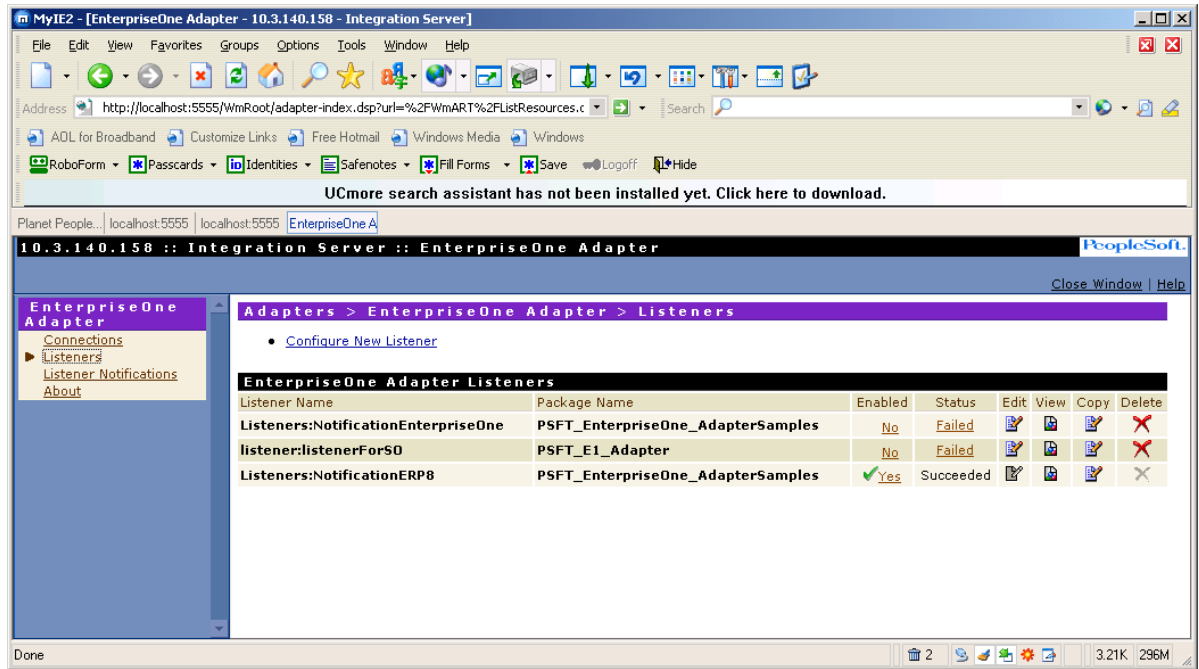 MyIE2 - [EnterpriseOne Adapter - 10.3.140.158 - Integration Server]
File Edit View Favorites Groups Options Tools Window Help
Address http://localhost:5555/WmRoot/adapter-index.dsp?url=%2FWmART%2FListResources.c Search
AOL for Broadband Customize Links Free Hotmail Windows Media Windows
RoboForm Passcards Identities Safenotes Fill Forms Save Logoff Hide
UCmore search assistant has not been installed yet. Click here to download.
Planet People... localhost:5555 localhost:5555 EnterpriseOne A
10.3.140.158 :: Integration Server :: EnterpriseOne Adapter PeopleSoft.
Close Window | Help
EnterpriseOne Adapter
Connections
Listeners
Listener Notifications
About
Adapters > EnterpriseOne Adapter > Listeners
Configure New Listener
EnterpriseOne Adapter Listeners
Listener Name Package Name Enabled Status Edit View Copy Delete
Listeners:NotificationEnterpriseOne PSFT_EnterpriseOne_AdapterSamples No Failed
listener:listenerForSO PSFT_E1_Adapter No Failed
Listeners:NotificationERP8 PSFT_EnterpriseOne_AdapterSamples Yes Succeeded
Done 2 3.21K 296M